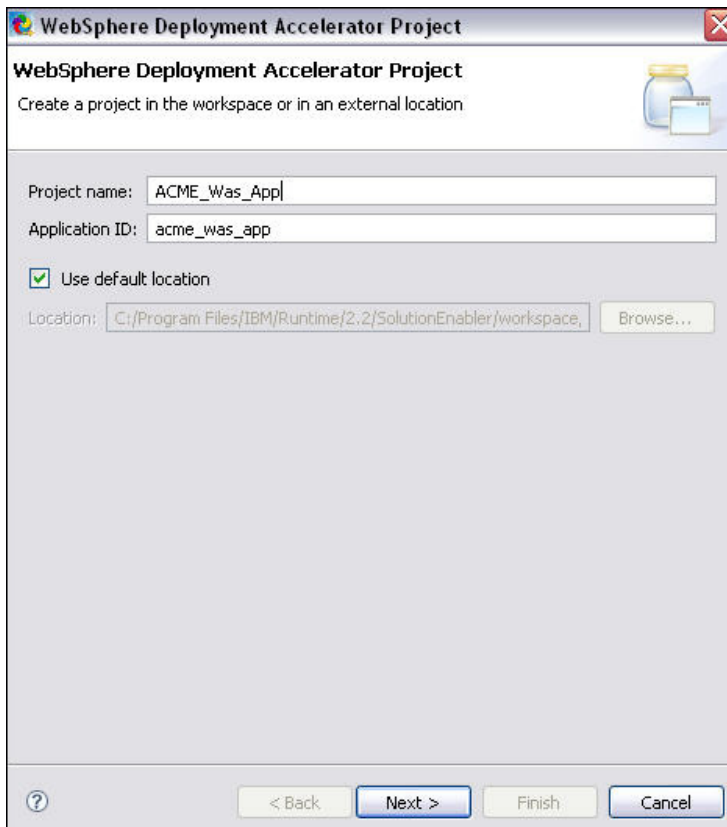 WebSphere Deployment Accelerator Project
WebSphere Deployment Accelerator Project
Create a project in the workspace or in an external location
Project name: ACME_Was_App
Application ID: acme_was_app
Use default location
Location: C:/Program Files/IBM/Runtime/2.2/SolutionEnabler/workspace, Browse...
< Back Next > Finish Cancel